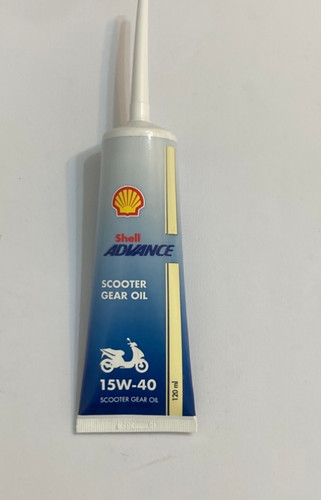 Shell
ADVANCE
SCOOTER
GEAR OIL
15W-40
SCOOTER GEAR OIL
120 ml